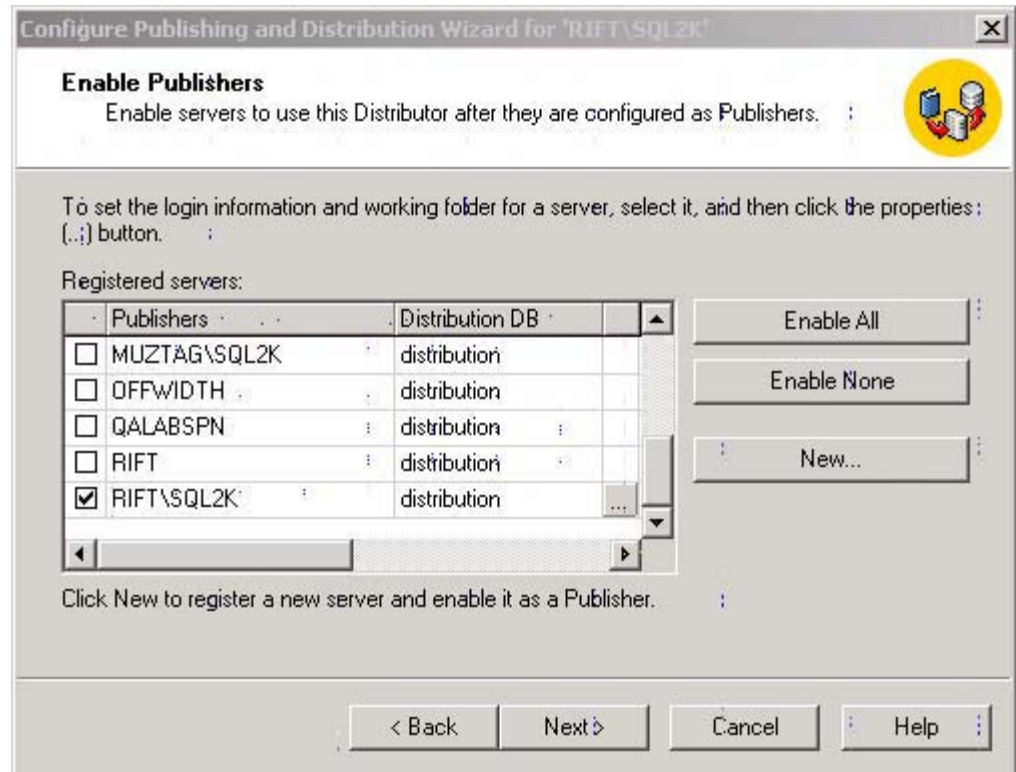 Configure Publishing and Distribution Wizard for 'RIFT\SQL2K'
Enable Publishers
Enable servers to use this Distributor after they are configured as Publishers.
To set the login information and working folder for a server, select it, and then click the properties
(...) button.
Registered servers:
Publishers Distribution DB
MUZTAG\SQL2K distribution
OFFWIDTH distribution
QALABSPN distribution
RIFT distribution
RIFT\SQL2K distribution ...
Enable All
Enable None
New...
Click New to register a new server and enable it as a Publisher.
< Back Next > Cancel Help